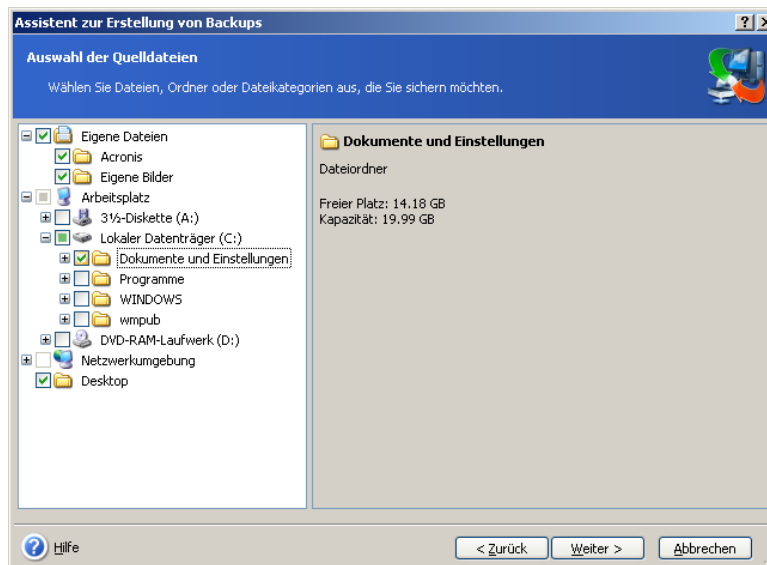 Assistent zur Erstellung von Backups
Auswahl der Quelldateien
Wählen Sie Dateien, Ordner oder Dateikategorien aus, die Sie sichern möchten.
Eigene Dateien
Acronis
Eigene Bilder
Arbeitsplatz
3½-Diskette (A:)
Lokaler Datenträger (C:)
Dokumente und Einstellungen
Programme
WINDOWS
wmpub
DVD-RAM-Laufwerk (D:)
Netzwerkumgebung
Desktop
Dokumente und Einstellungen
Dateiordner
Freier Platz: 14.18 GB
Kapazität: 19.99 GB
Hilfe
< Zurück
Weiter >
Abbrechen